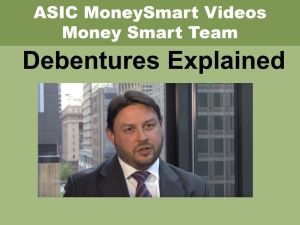 ASIC MoneySmart Videos
Money Smart Team
Debentures Explained